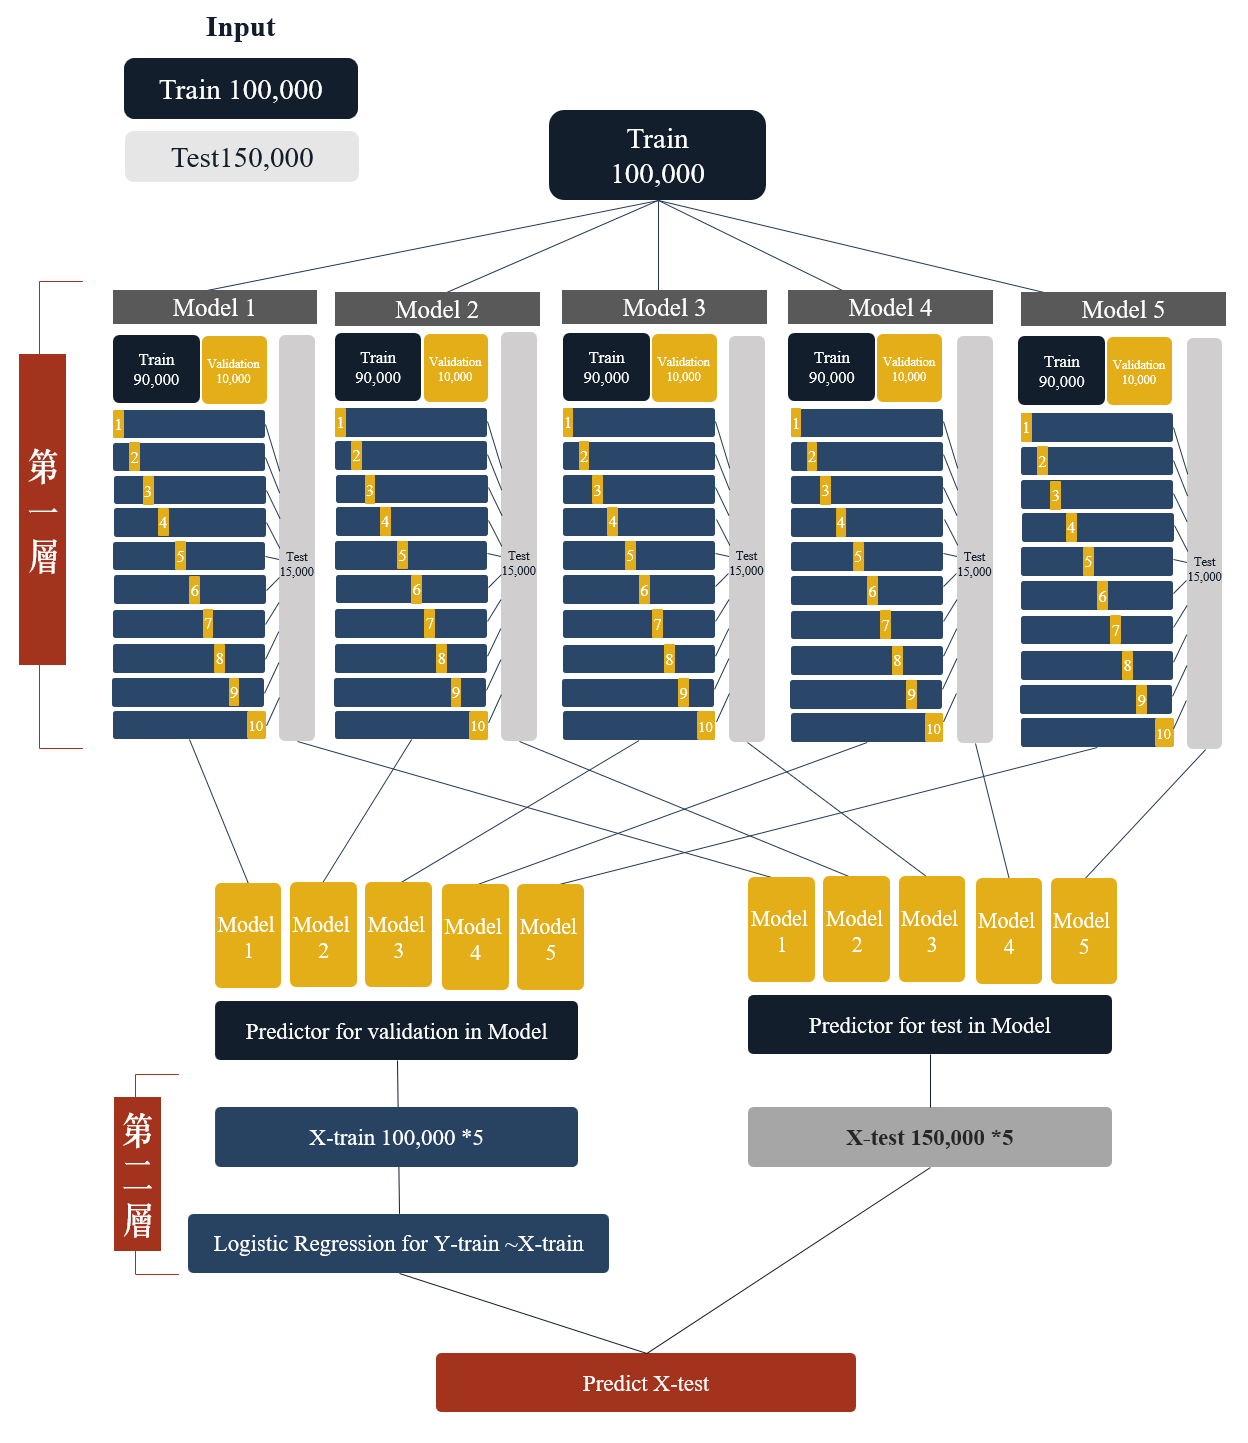 Input
Train 100,000
Test150,000
Train
100,000
第一層
Model 1
Train
90,000
Validation
10,000
1
2
3
4
5
6
7
8
9
10
Test
15,000
Model 2
Train
90,000
Validation
10,000
1
2
3
4
5
6
7
8
9
10
Test
15,000
Model 3
Train
90,000
Validation
10,000
1
2
3
4
5
6
7
8
9
10
Test
15,000
Model 4
Train
90,000
Validation
10,000
1
2
3
4
5
6
7
8
9
10
Test
15,000
Model 5
Train
90,000
Validation
10,000
1
2
3
4
5
6
7
8
9
10
Test
15,000
Model
1
Model
2
Model
3
Model
4
Model
5
Model
1
Model
2
Model
3
Model
4
Model
5
Predictor for validation in Model
Predictor for test in Model
第二層
X-train 100,000 *5
X-test 150,000 *5
Logistic Regression for Y-train ~X-train
Predict X-test